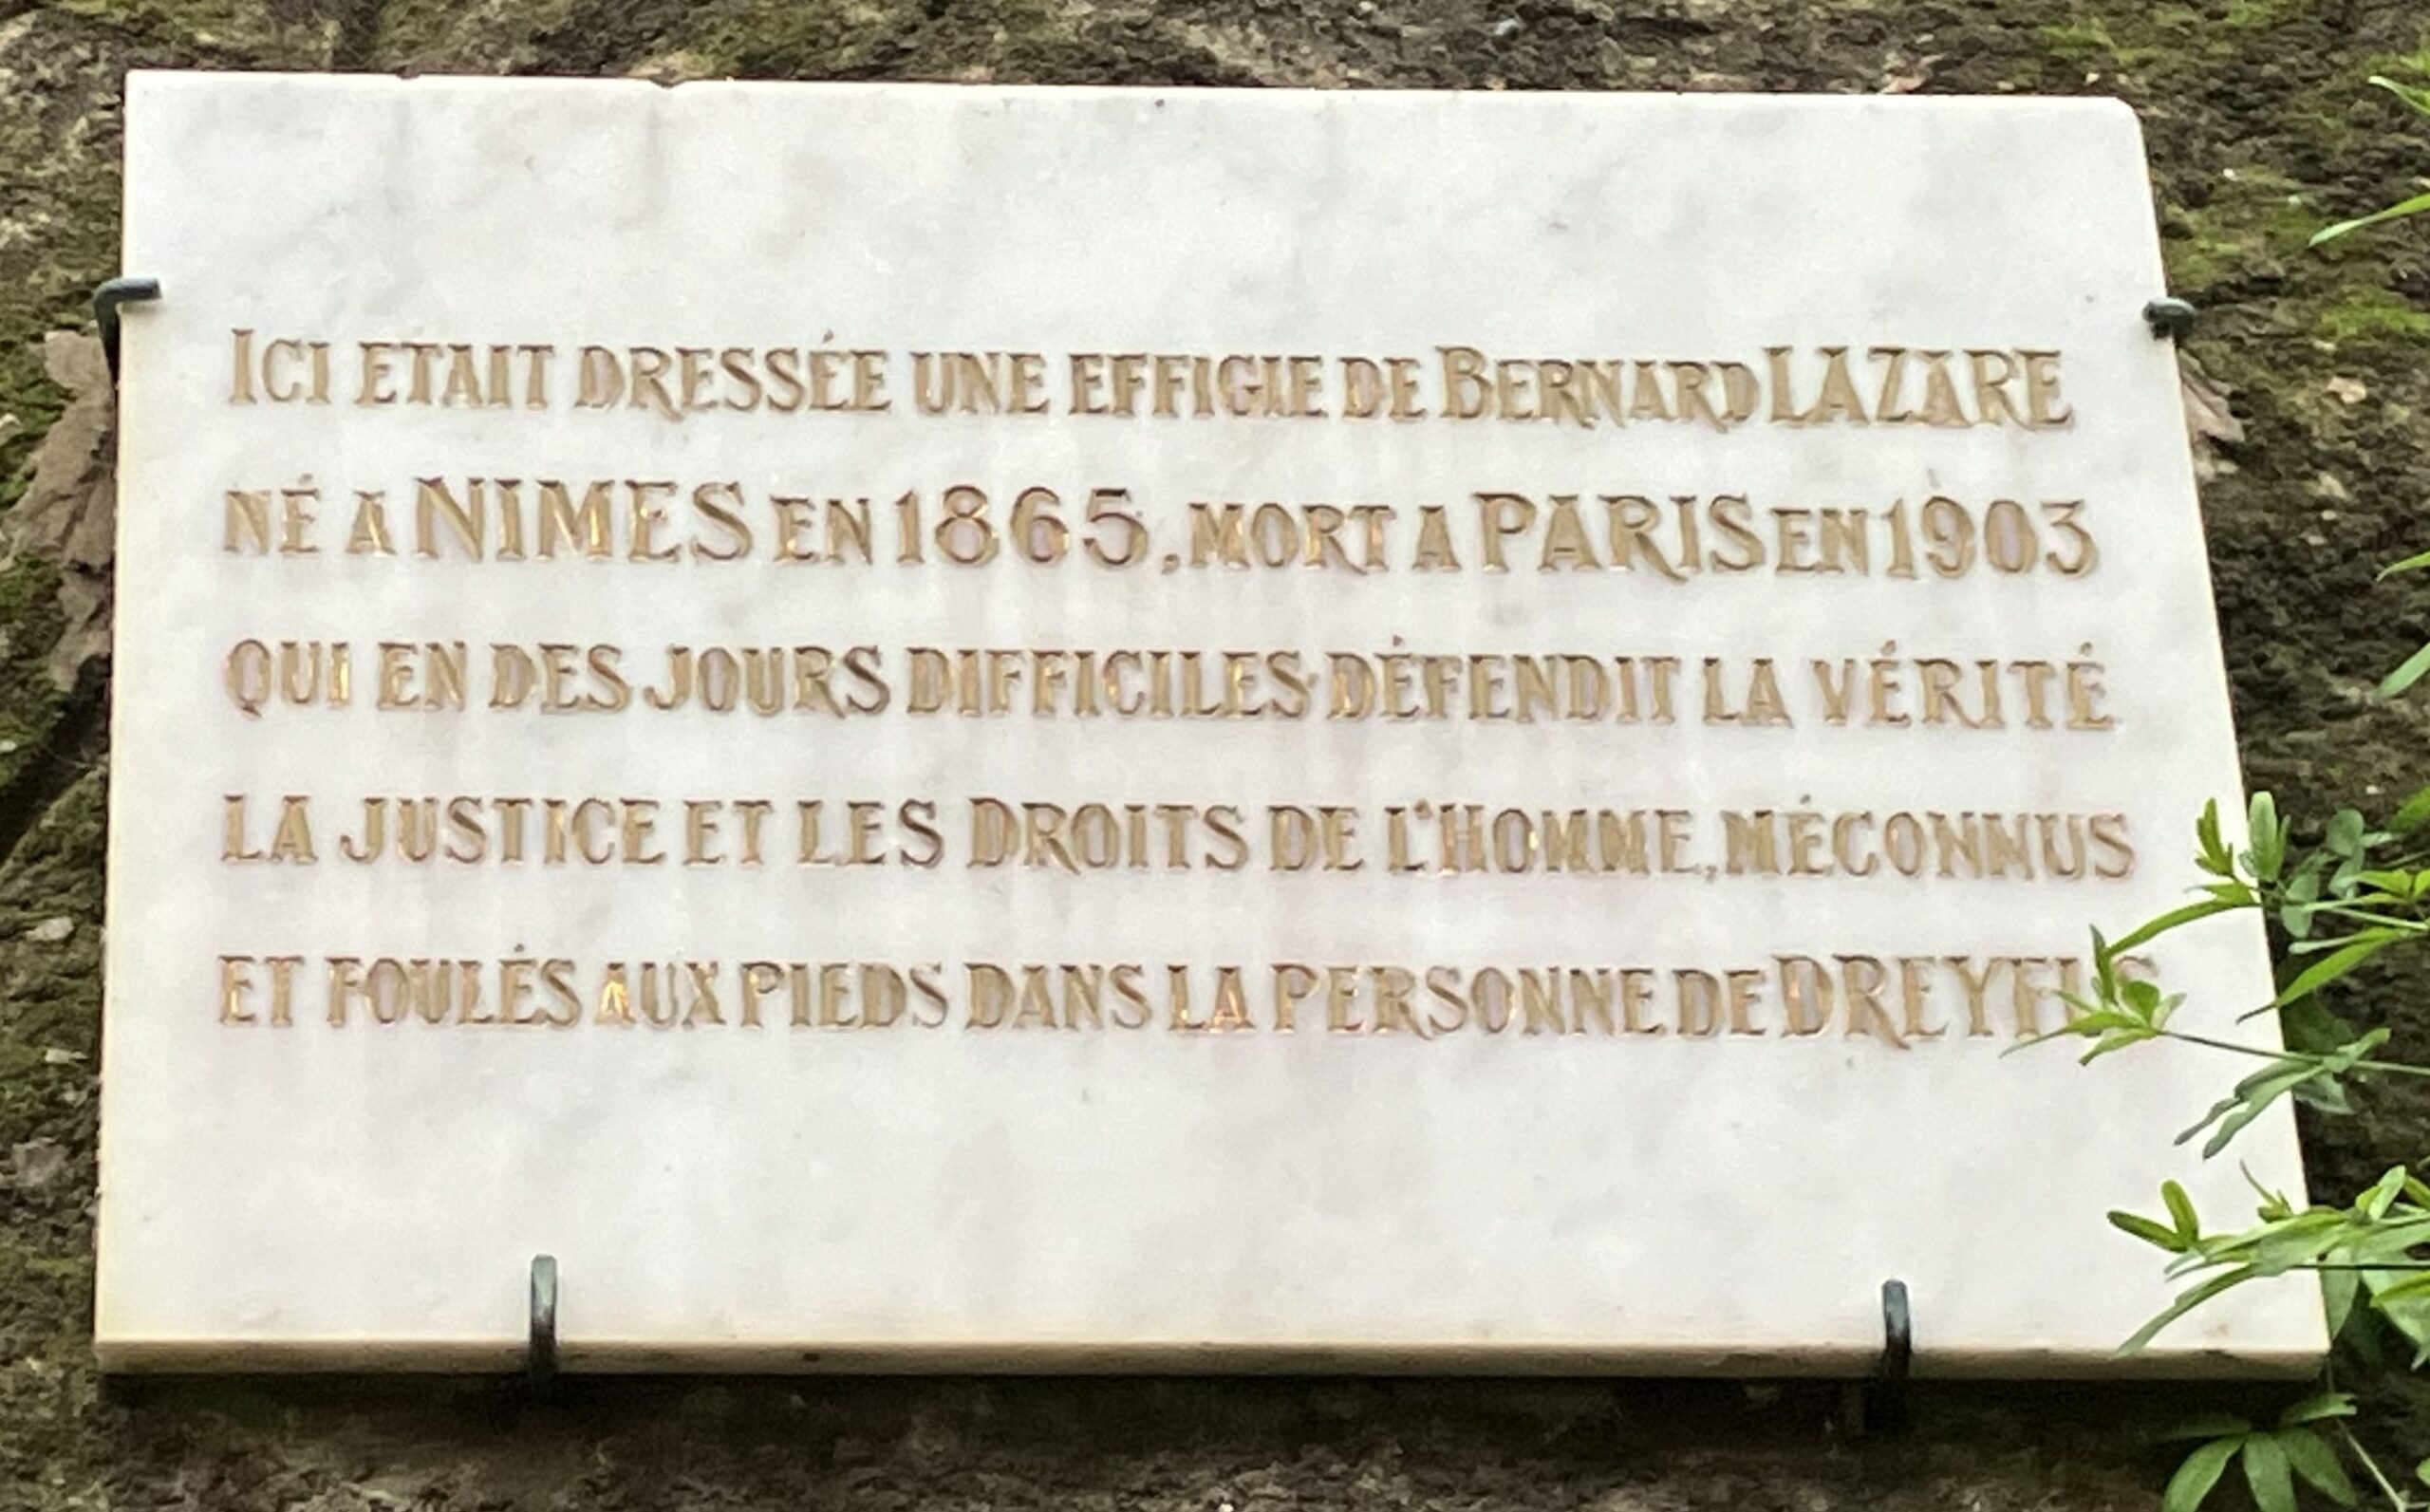 ICI ETAIT DRESSÉE UNE EFFIGIE DE BERNARD LAZARE
NÉ A NIMES EN 1865, MORT A PARIS EN 1903
QUI EN DES JOURS DIFFICILES DÉFENDIT LA VÉRITÉ
LA JUSTICE ET LES DROITS DE L'HOMME, MÉCONNUS
ET FOULÉS AUX PIEDS DANS LA PERSONNE DE DREYFUS